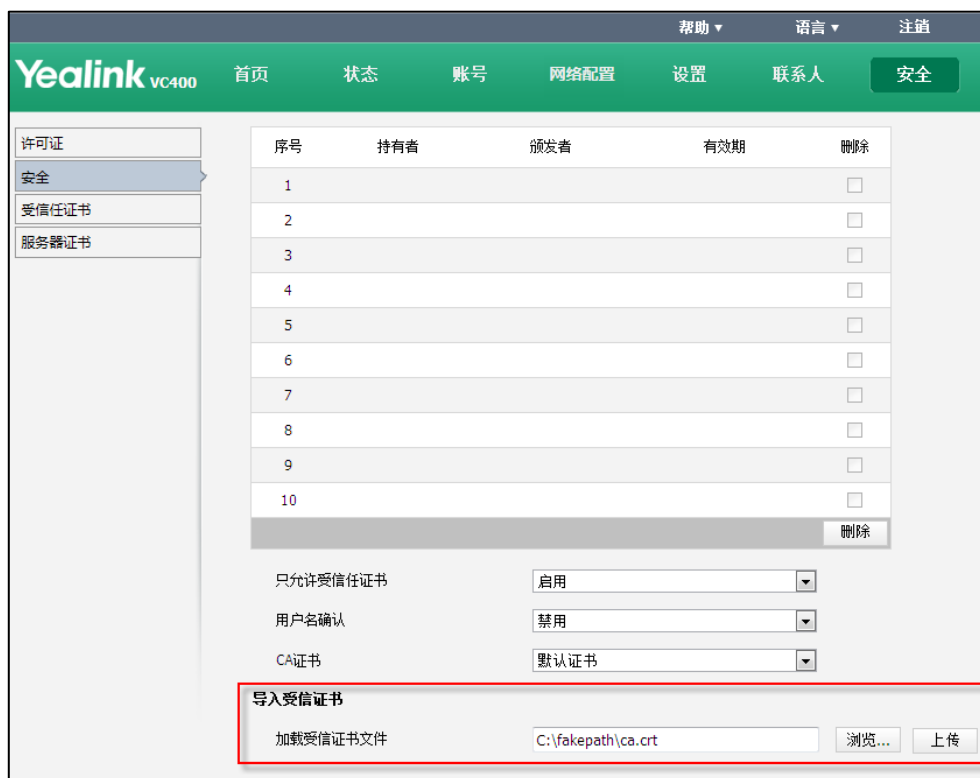 帮助 ▼ 语言 ▼ 注销
Yealink VC400 首页 状态 账号 网络配置 设置 联系人 安全
许可证
安全
受信任证书
服务器证书
序号 持有者 颁发者 有效期 删除
1
2
3
4
5
6
7
8
9
10
删除
只允许受信任证书 启用
用户名确认 禁用
CA证书 默认证书
导入受信证书
加载受信证书文件 C:\fakepath\ca.crt 浏览... 上传